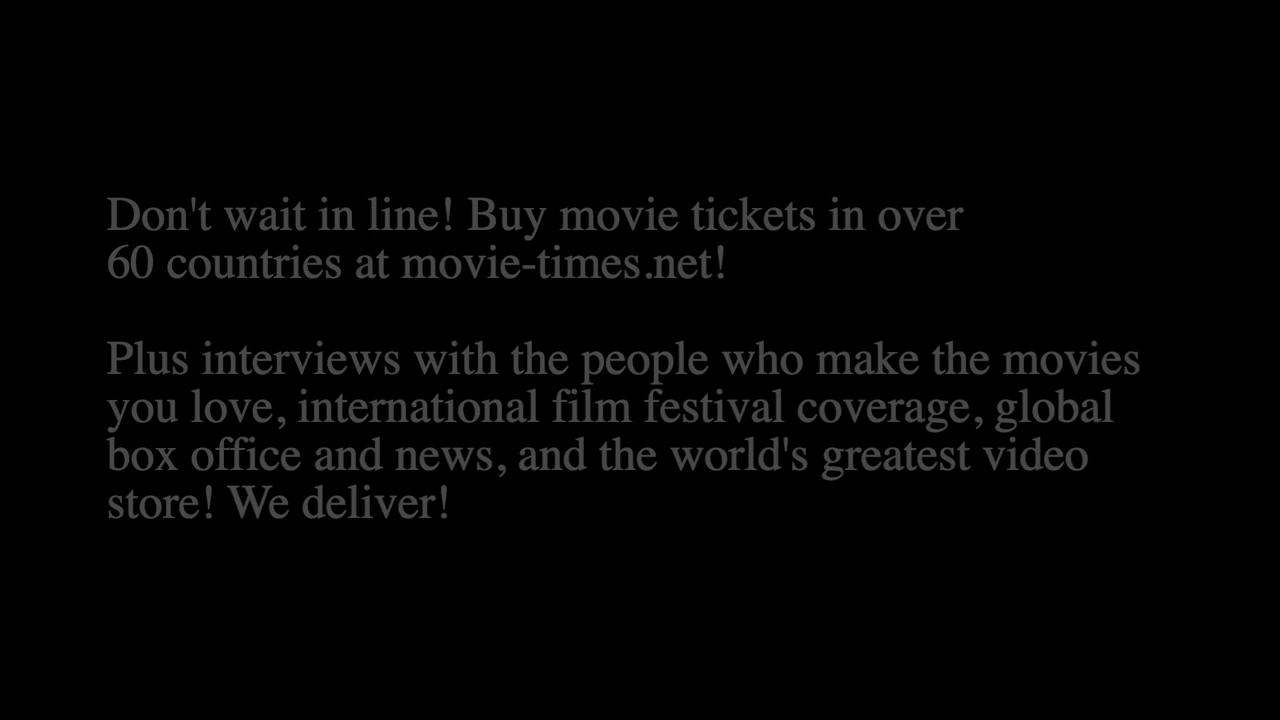 Don't wait in line! Buy movie tickets in over
60 countries at movie-times.net!
Plus interviews with the people who make the movies
you love, international film festival coverage, global
box office and news, and the world's greatest video
store! We deliver!